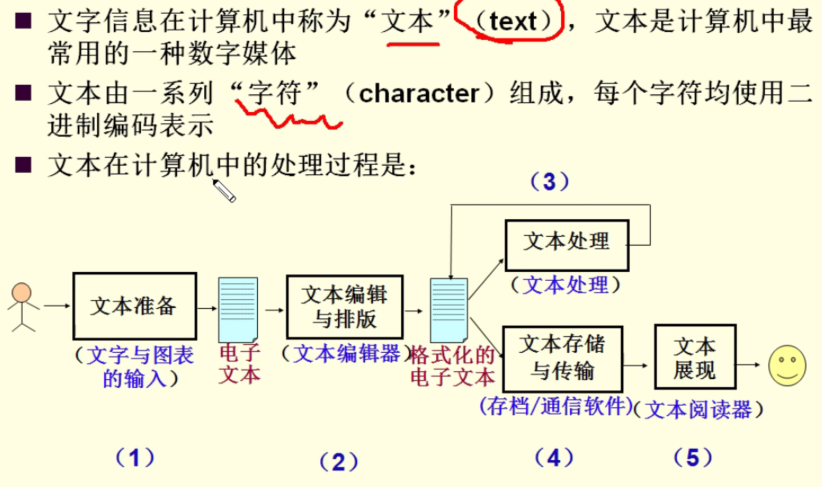 ■ 文字信息在计算机中称为“文本”（text），文本是计算机中最
常用的一种数字媒体
■ 文本由一系列“字符”（character）组成，每个字符均使用二
进制编码表示
■ 文本在计算机中的处理过程是：
（3）
文本处理
（文本处理）
文本准备
（文字与图表
的输入）
电子
文本
文本编辑
与排版
（文本编辑器）
格式化的
电子文本
文本存储
与传输
(存档/通信软件)
文本
展现
（文本阅读器）
（1）
（2）
（4）
（5）